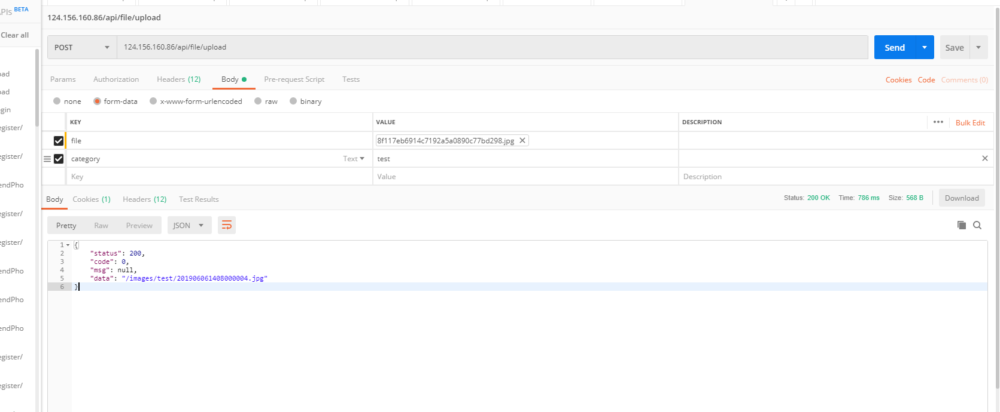 APIs BETA
Clear all
124.156.160.86/api/file/upload
POST 124.156.160.86/api/file/upload Send Save
Params Authorization Headers (12) Body Pre-request Script Tests Cookies Code Comments (0)
none form-data x-www-form-urlencoded raw binary
KEY VALUE DESCRIPTION ••• Bulk Edit
file 8f117eb6914c7192a5a0890c77bd298.jpg
category Text test
Key Value Description
Body Cookies (1) Headers (12) Test Results Status: 200 OK Time: 786 ms Size: 568 B Download
Pretty Raw Preview JSON
1 {
2 "status": 200,
3 "code": 0,
4 "msg": null,
5 "data": "/images/test/201906061408000004.jpg"
6 }
oad
oad
gin
egister/
egister/
endPho
egister/
egister/
endPho
endPho
endPho
egister/
egister/